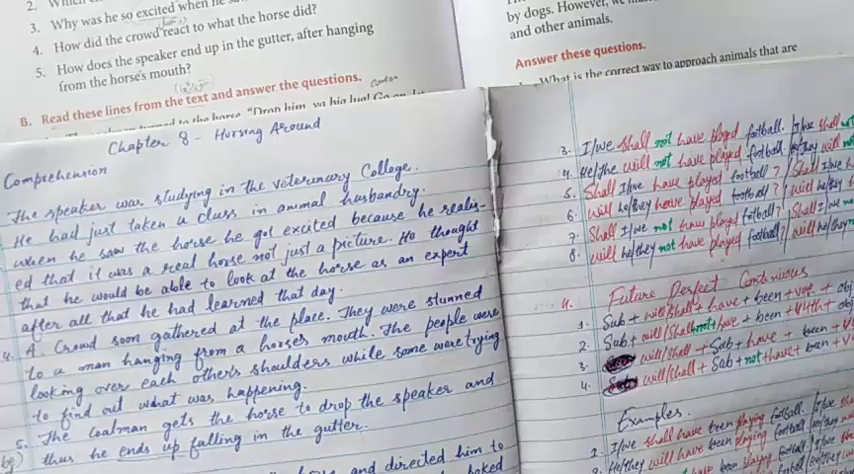 3. Why was he so excited when he s
4. How did the crowd react to what the horse did?
5. How does the speaker end up in the gutter, after hanging
from the horse's mouth?
B. Read these lines from the text and answer the questions.
by dogs. However, we
and other animals.
Answer these questions.
What is the correct way to approach animals that are
Chapter 8 - Horsing Around
Comprehension
The speaker was studying in the veterinary College.
He had just taken a class in animal husbandry.
when he saw the horse he got excited because he realis-
ed that it was a real horse not just a picture. He thought
that he would be able to look at the horse as an expert
after all that he had learned that day.
4. A Crowd soon gathered at the place. They were stunned
to a man hanging from a horses mouth. The people were
looking over each other's shoulders while some were trying
to find out what was happening.
5. The coalman gets the horse to drop the speaker and
thus he ends up falling in the gutter.
and directed him to
3. I/we shall not have played football.
4. He/the will not have played football
5. Shall I/we have played football?
6. will he/they have played football?
7. Shall I/we not have played fotball?
8. will he/they not have played football?
4. Future Perfect Continuous
1. Sub + will/shall + have + been + + obj
2. Sub + will/shall + not + have + been + V4th + obj
3. will/shall + Sub + have + been +
4. will/shall + Sub + not + have + been +
Examples.
1. I/we shall have been playing football.
2. He/they will have been playing football